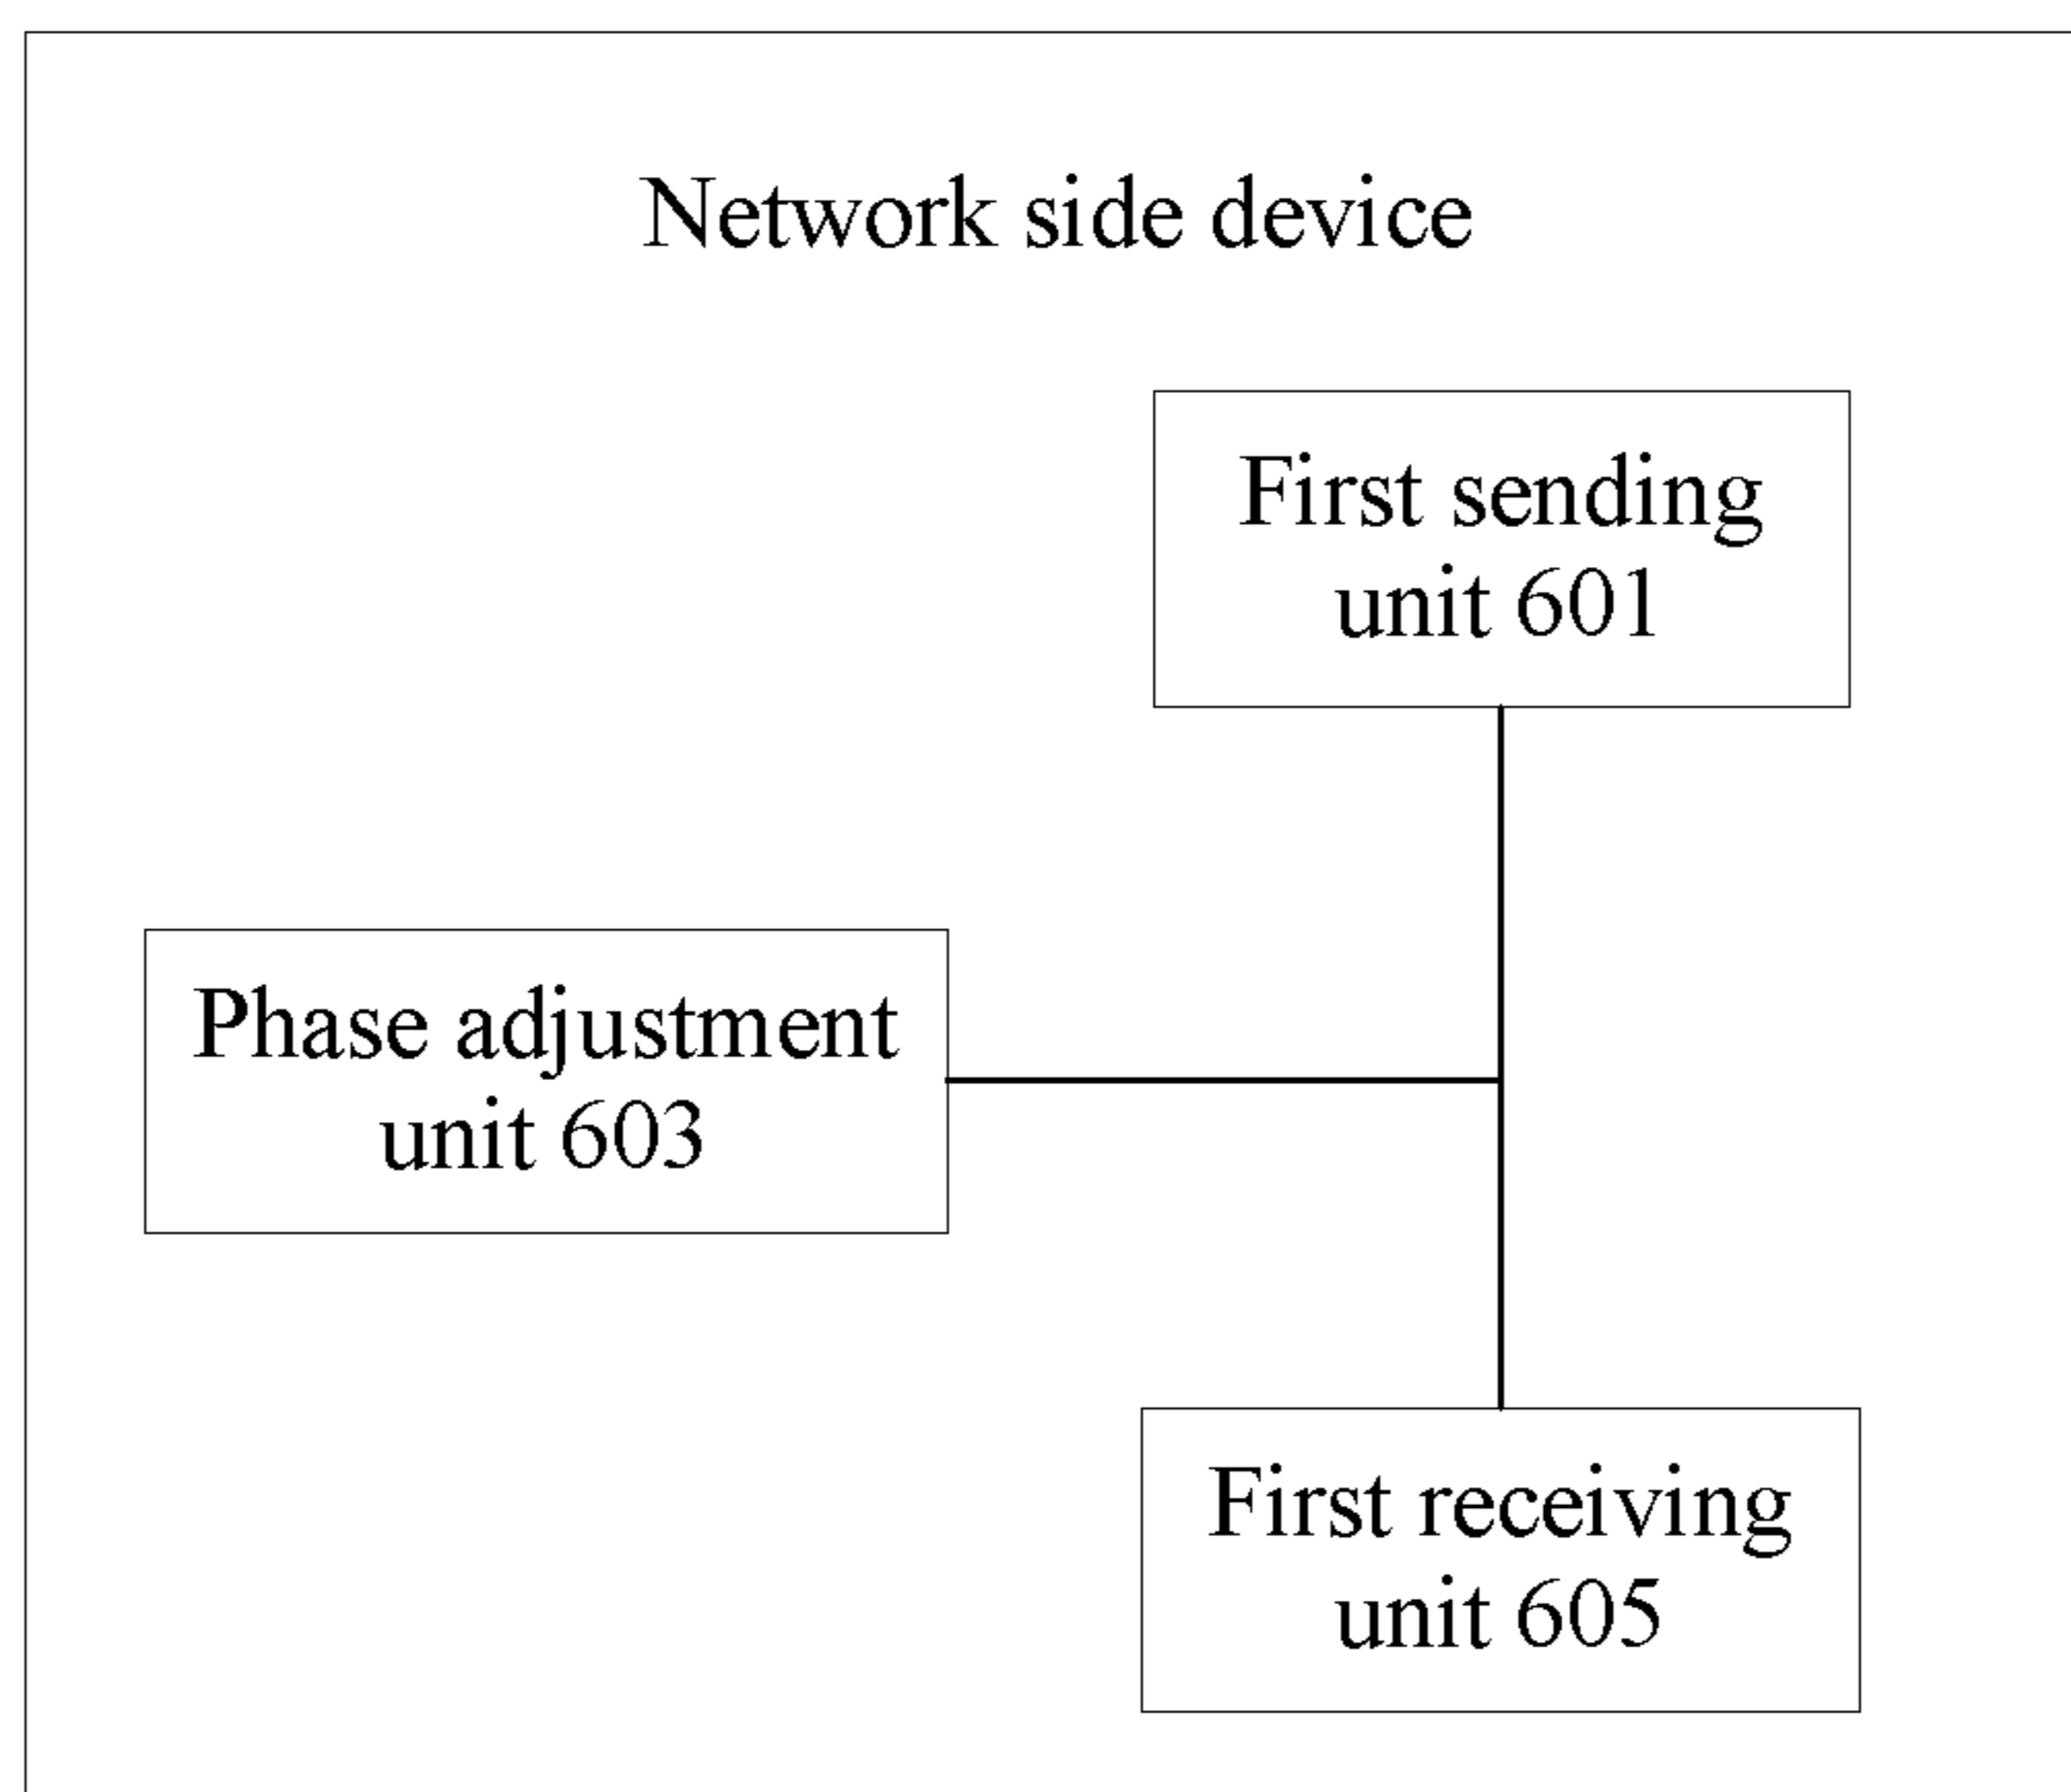 Network side device
First sending
unit 601
Phase adjustment
unit 603
First receiving
unit 605